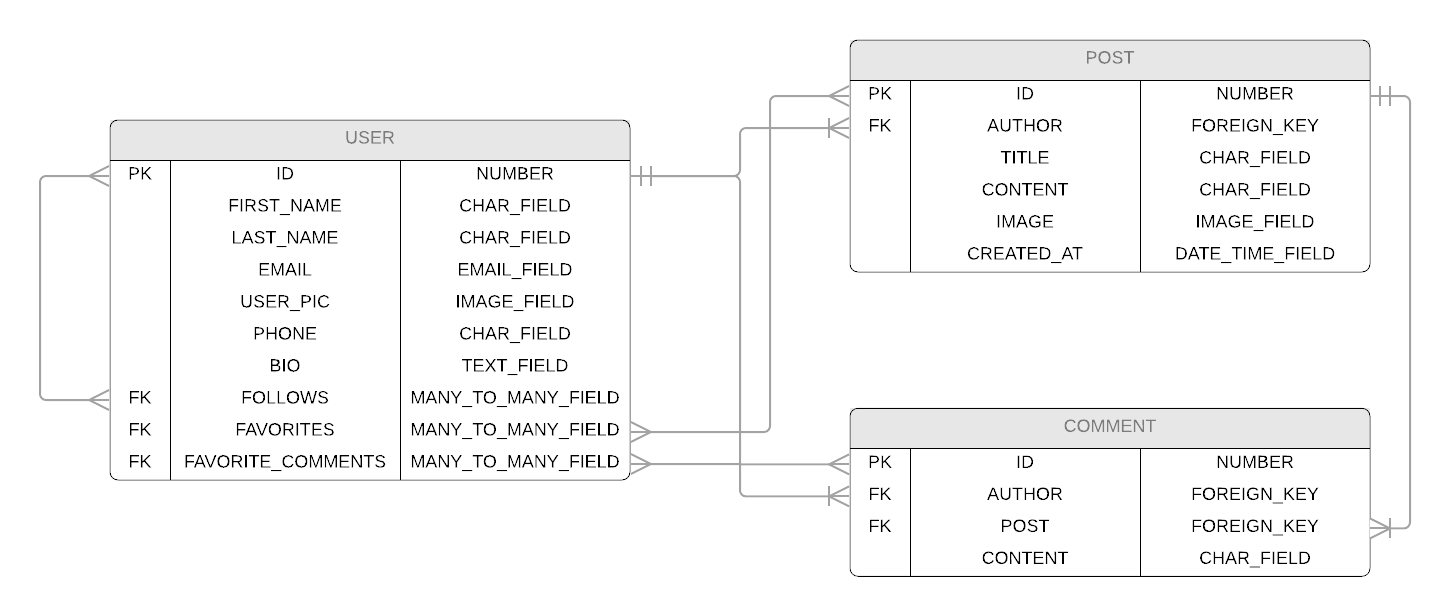 USER
PK ID NUMBER
FIRST_NAME CHAR_FIELD
LAST_NAME CHAR_FIELD
EMAIL EMAIL_FIELD
USER_PIC IMAGE_FIELD
PHONE CHAR_FIELD
BIO TEXT_FIELD
FK FOLLOWS MANY_TO_MANY_FIELD
FK FAVORITES MANY_TO_MANY_FIELD
FK FAVORITE_COMMENTS MANY_TO_MANY_FIELD
POST
PK ID NUMBER
FK AUTHOR FOREIGN_KEY
TITLE CHAR_FIELD
CONTENT CHAR_FIELD
IMAGE IMAGE_FIELD
CREATED_AT DATE_TIME_FIELD
COMMENT
PK ID NUMBER
FK AUTHOR FOREIGN_KEY
FK POST FOREIGN_KEY
CONTENT CHAR_FIELD